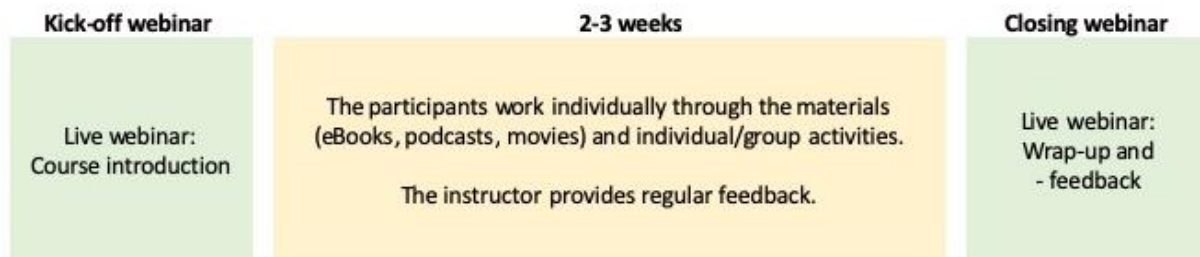 Kick-off webinar
Live webinar:
Course introduction
2-3 weeks
The participants work individually through the materials
(eBooks, podcasts, movies) and individual/group activities.
The instructor provides regular feedback.
Closing webinar
Live webinar:
Wrap-up and
- feedback